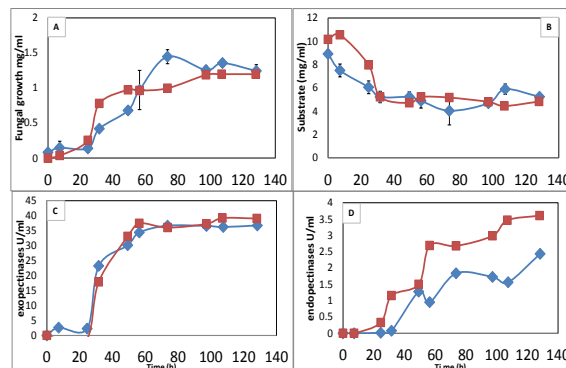 A
Fungal growth mg/ml
1.5
1
0.5
0
0 20 40 60 80 100 120 140
B
Substrate (mg/ml)
12
10
8
6
4
2
0
0 20 40 60 80 100 120 140
C
exopectinases U/ml
45
40
35
30
25
20
15
10
5
0
0 20 40 60 80 100 120 140
Time (h)
D
endopectinases U/ml
4
3.5
3
2.5
2
1.5
1
0.5
0
0 20 40 60 80 100 120 140
Time (h)